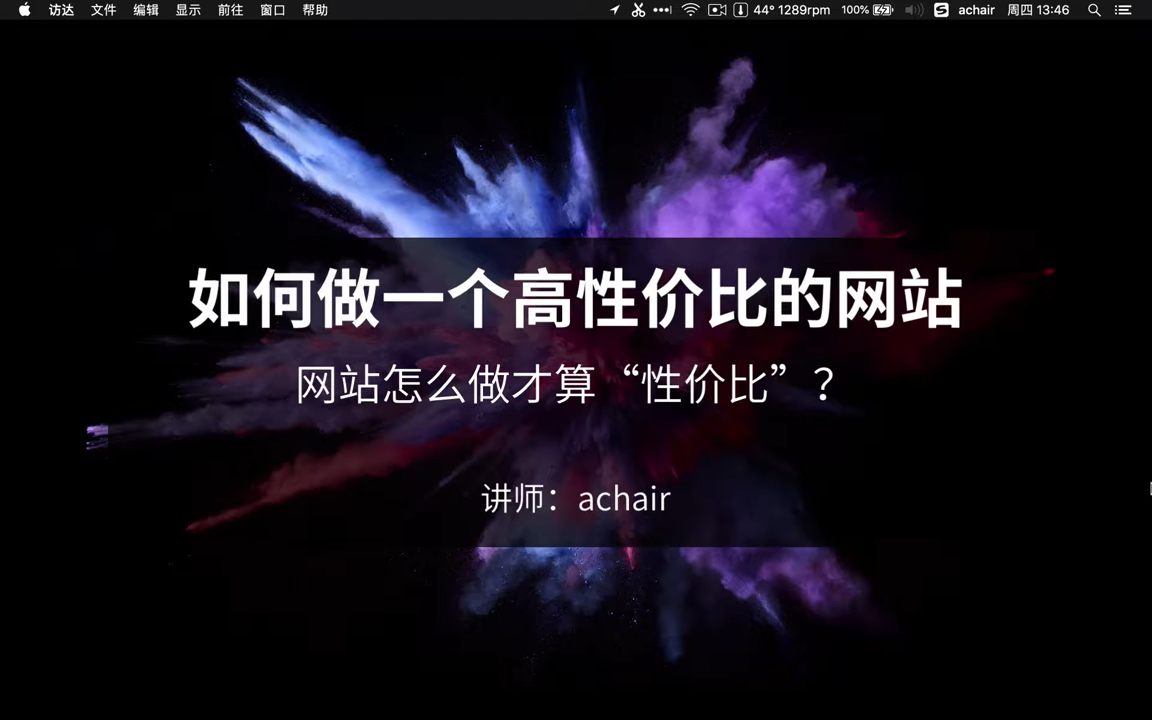 访达 文件 编辑 显示 前往 窗口 帮助 44° 1289rpm 100% achair 周四 13:46
如何做一个高性价比的网站
网站怎么做才算“性价比”？
讲师：achair